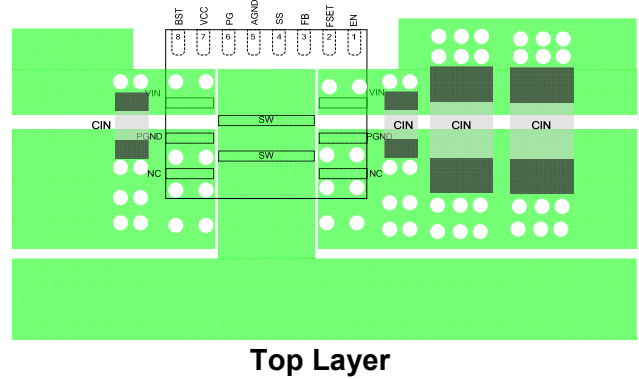 BST VCC PG AGND SS FB FSET EN
8 7 6 5 4 3 2 1
VIN VIN
SW
CIN CIN CIN CIN
PGND PGND
SW
NC NC
Top Layer